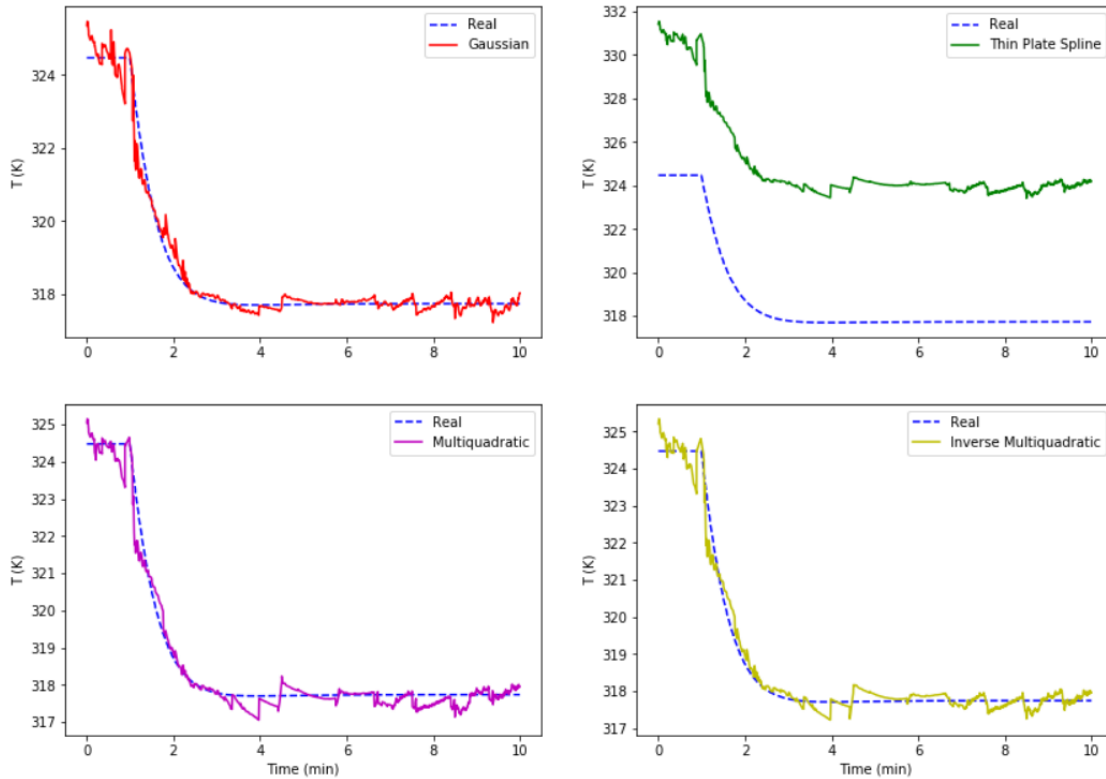 Real
Gaussian
T (K)
324
322
320
318
0 2 4 6 8 10
Real
Thin Plate Spline
T (K)
332
330
328
326
324
322
320
318
0 2 4 6 8 10
Real
Multiquadratic
T (K)
325
324
323
322
321
320
319
318
317
0 2 4 6 8 10
Time (min)
Real
Inverse Multiquadratic
T (K)
325
324
323
322
321
320
319
318
317
0 2 4 6 8 10
Time (min)